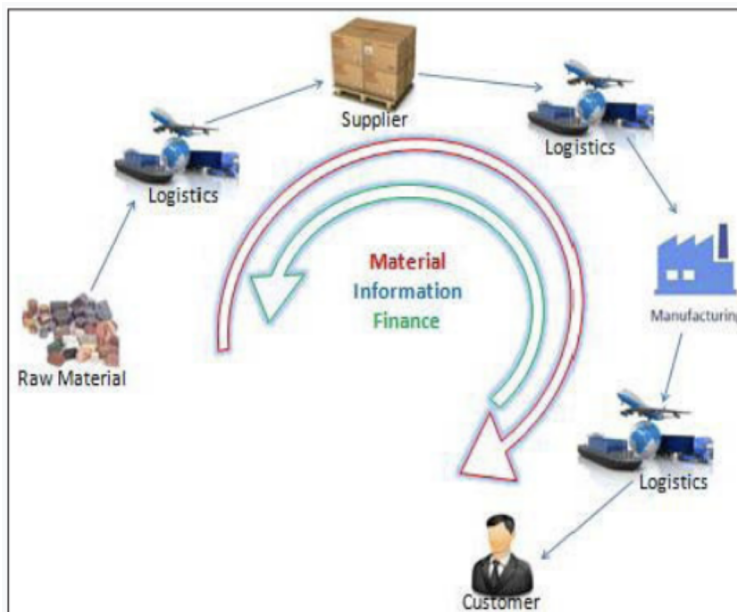 Supplier
Logistics
Logistics
Material
Information
Finance
Manufacturing
Raw Material
Logistics
Customer